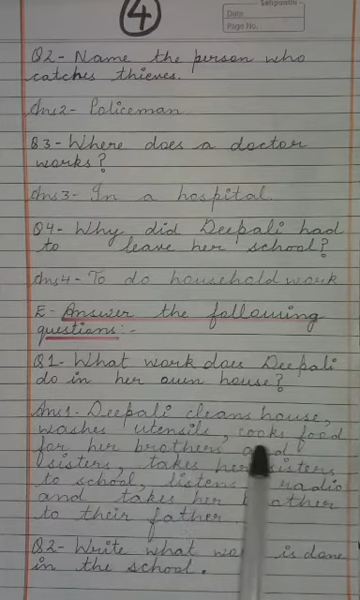 4
Satpuda
Date
Page No.
Q2- Name the person who
catches thieves.
Ans2- Policeman
Q3- Where does a doctor
works?
Ans3- In a hospital.
Q4- Why did Deepali had
to leave her school?
Ans4- To do household work
E- Answer the following
questions:-
Q1- What work does Deepali
do in her own house?
Ans1- Deepali cleans house,
washes utensils, cooks food
for her brothers and
sisters, takes her sisters
to school, listens radio
and takes her brother
to their father
Q2- Write what is done
in the school.